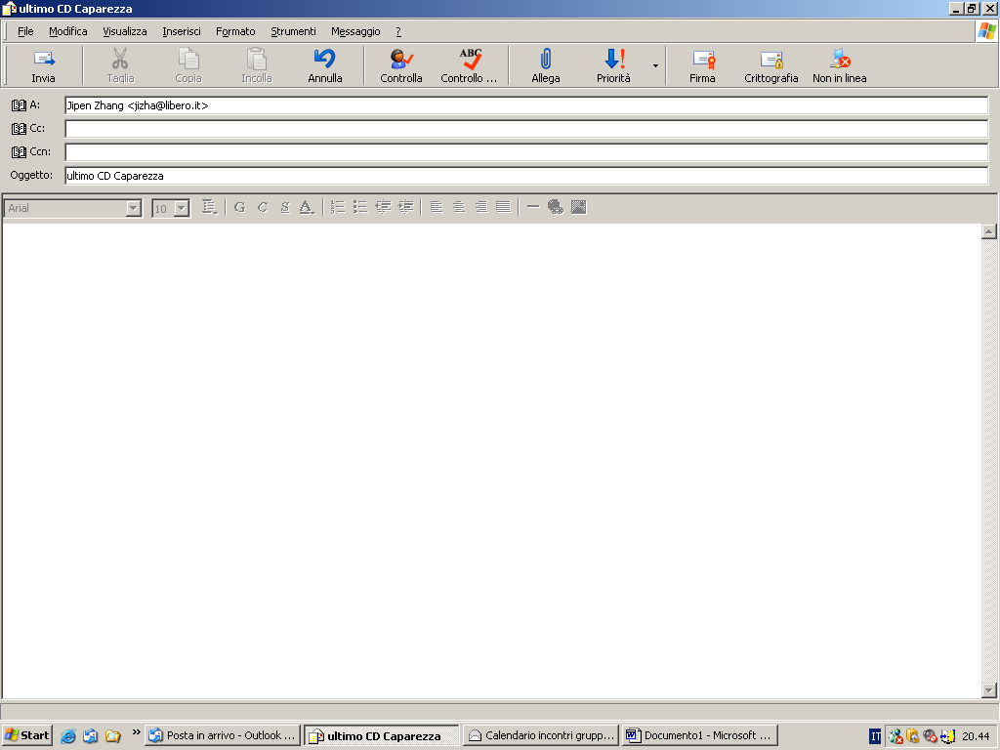 ultimo CD Caparezza
File Modifica Visualizza Inserisci Formato Strumenti Messaggio ?
ABC
Invia Taglia Copia Incolla Annulla Controlla Controllo ... Allega Priorità Firma Crittografia Non in linea
A: Jipen Zhang <jizha@libero.it>
Cc:
Ccn:
Oggetto: ultimo CD Caparezza
Arial 10 G C S A
Start » Posta in arrivo - Outlook ... ultimo CD Caparezza Calendario incontri grupp... Documento1 - Microsoft ... IT 20.44